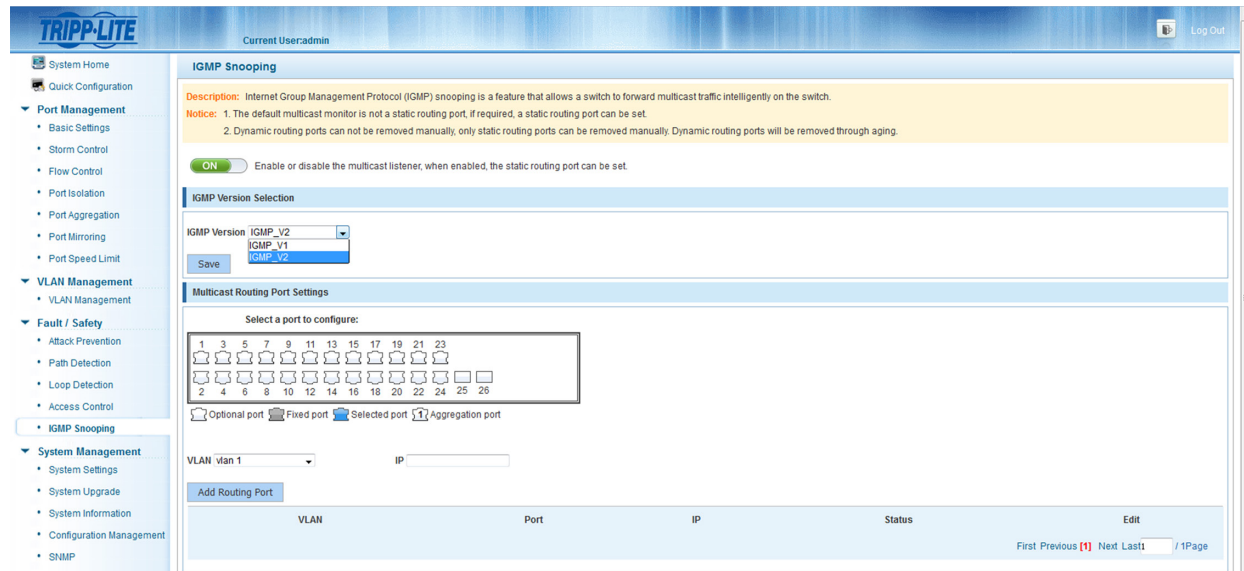 TRIPP·LITE
Current User:admin
Log Out
System Home
Quick Configuration
Port Management
• Basic Settings
• Storm Control
• Flow Control
• Port Isolation
• Port Aggregation
• Port Mirroring
• Port Speed Limit
VLAN Management
• VLAN Management
Fault / Safety
• Attack Prevention
• Path Detection
• Loop Detection
• Access Control
• IGMP Snooping
System Management
• System Settings
• System Upgrade
• System Information
• Configuration Management
• SNMP
IGMP Snooping
Description: Internet Group Management Protocol (IGMP) snooping is a feature that allows a switch to forward multicast traffic intelligently on the switch.
Notice: 1. The default multicast monitor is not a static routing port, if required, a static routing port can be set.
2. Dynamic routing ports can not be removed manually, only static routing ports can be removed manually. Dynamic routing ports will be removed through aging.
ON Enable or disable the multicast listener, when enabled, the static routing port can be set.
IGMP Version Selection
IGMP Version IGMP_V2
IGMP_V1
IGMP_V2
Save
Multicast Routing Port Settings
Select a port to configure:
1 3 5 7 9 11 13 15 17 19 21 23
2 4 6 8 10 12 14 16 18 20 22 24 25 26
Optional port Fixed port Selected port 1 Aggregation port
VLAN vlan 1 IP
Add Routing Port
VLAN Port IP Status Edit
First Previous [1] Next Last 1 / 1Page